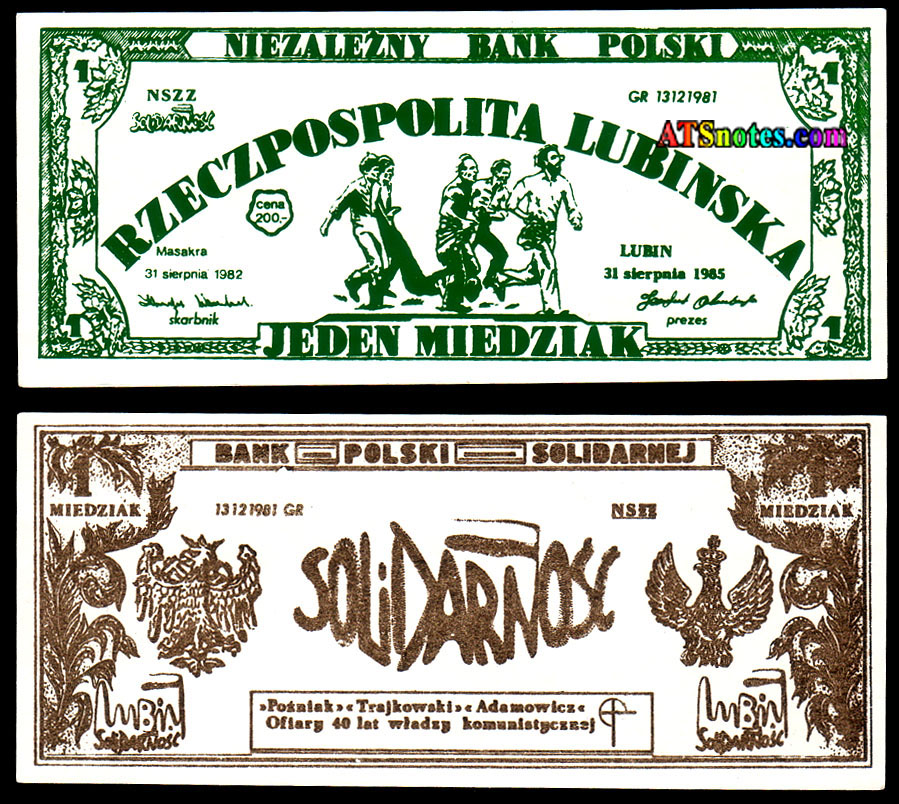 NIEZALEŻNY BANK POLSKI
1 1
NSZZ
SOLIDARNOŚĆ
GR 13121981
ATSnotes.com
RZECZPOSPOLITA LUBIŃSKA
cena
200,-
Masakra
31 sierpnia 1982
skarbnik
LUBIN
31 sierpnia 1985
prezes
1 1
JEDEN MIEDZIAK
BANK POLSKI SOLIDARNEJ
1 1
MIEDZIAK MIEDZIAK
13121981 GR
NSZZ
SOLIDARNOŚĆ
LUBIN
SOLIDARNOŚĆ
»Poźniak» «Trajkowski» «Adamowicz«
Ofiary 40 lat władzy komunistycznej
LUBIN
SOLIDARNOŚĆ